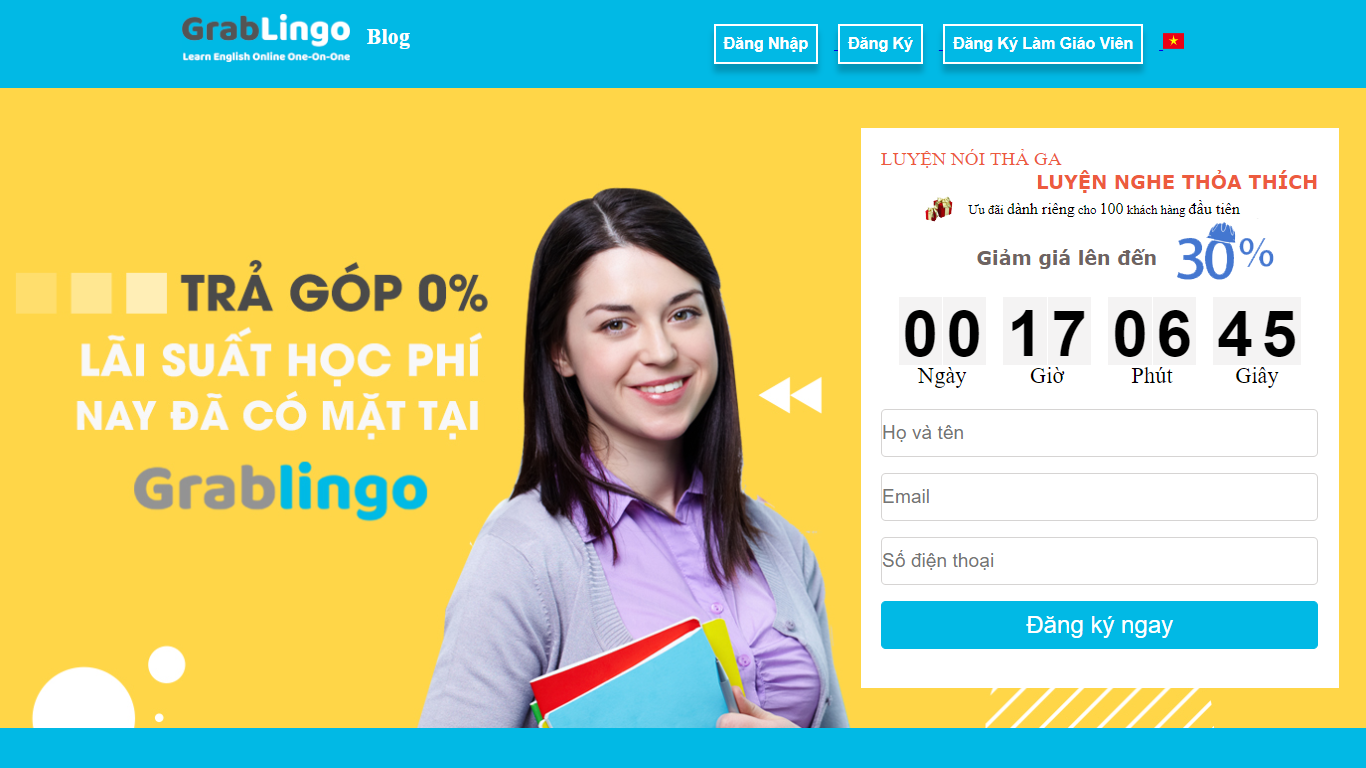 GrabLingo
Learn English Online One-On-One
Blog
Đăng Nhập
Đăng Ký
Đăng Ký Làm Giáo Viên
TRẢ GÓP 0%
LÃI SUẤT HỌC PHÍ
NAY ĐÃ CÓ MẶT TẠI
Grablingo
LUYỆN NÓI THẢ GA
LUYỆN NGHE THỎA THÍCH
Ưu đãi dành riêng cho 100 khách hàng đầu tiên
Giảm giá lên đến 30%
00 17 06 45
Ngày Giờ Phút Giây
Họ và tên
Email
Số điện thoại
Đăng ký ngay